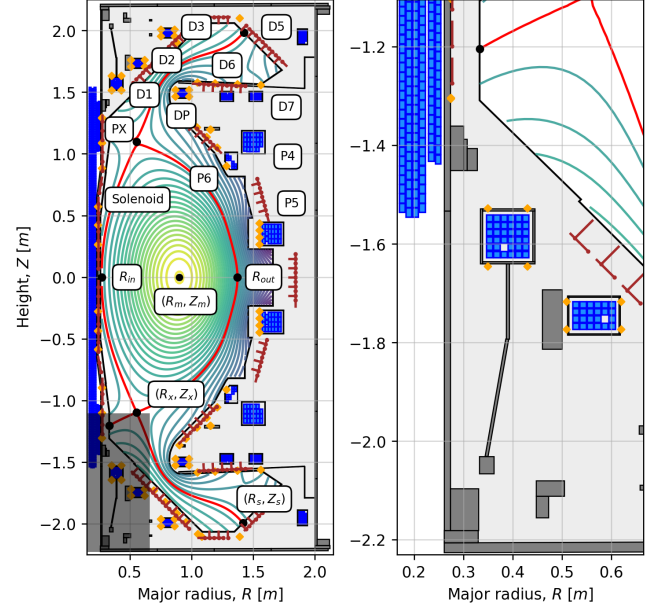 2.0
1.5
1.0
0.5
0.0
−0.5
−1.0
−1.5
−2.0
Height, Z [m]
D3
D5
D2
D6
D1
D7
DP
PX
P4
P6
Solenoid
P5
R_in
R_out
(R_m, Z_m)
(R_x, Z_x)
(R_s, Z_s)
0.5 1.0 1.5 2.0
Major radius, R [m]
−1.2
−1.4
−1.6
−1.8
−2.0
−2.2
0.2 0.3 0.4 0.5 0.6
Major radius, R [m]